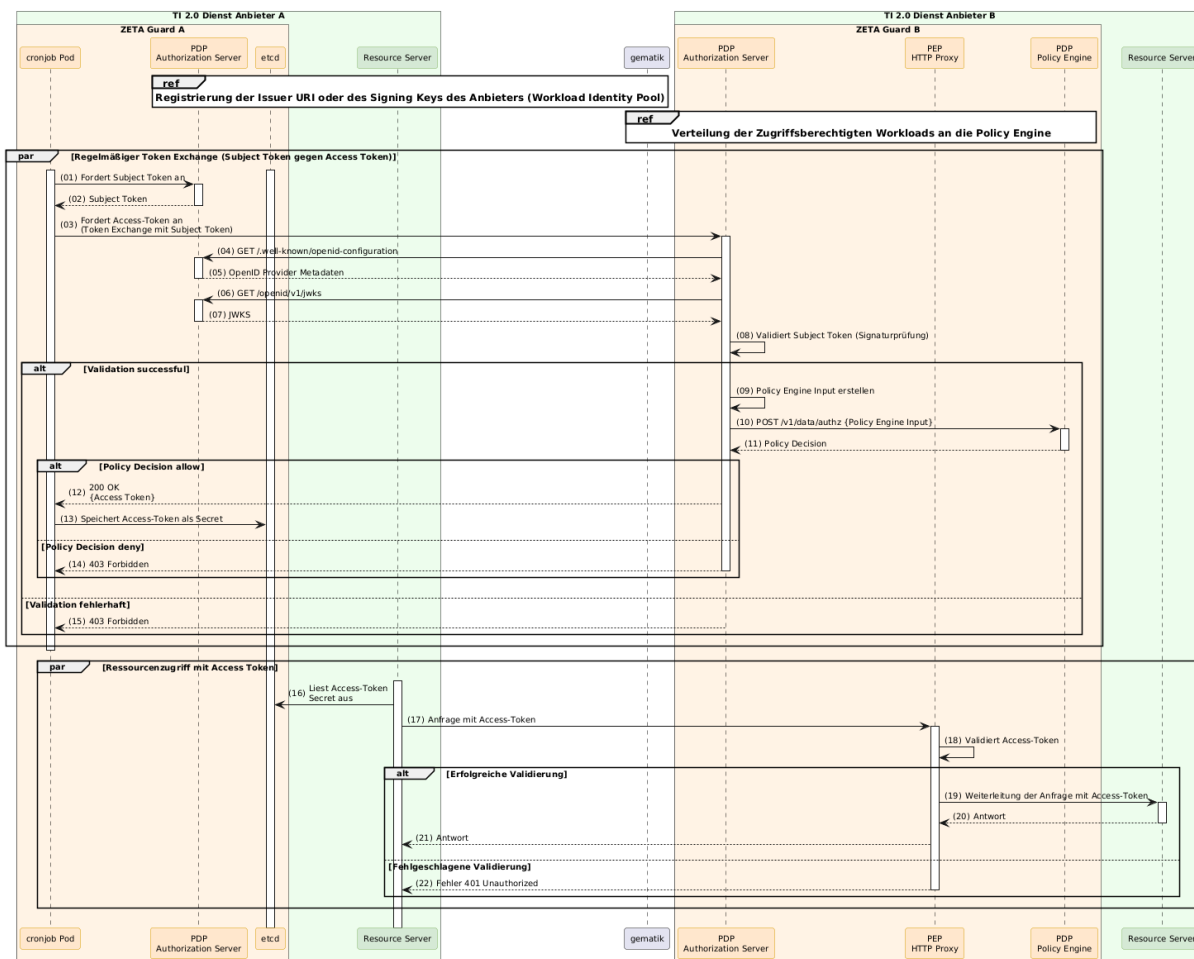 TI 2.0 Dienst Anbieter A
TI 2.0 Dienst Anbieter B
ZETA Guard A
ZETA Guard B
cronjob Pod
PDP
Authorization Server
etcd
Resource Server
gematik
PDP
Authorization Server
PEP
HTTP Proxy
PDP
Policy Engine
Resource Server
ref
Registrierung der Issuer URI oder des Signing Keys des Anbieters (Workload Identity Pool)
ref
Verteilung der Zugriffsberechtigten Workloads an die Policy Engine
par [Regelmäßiger Token Exchange (Subject Token gegen Access Token)]
(01) Fordert Subject Token an
(02) Subject Token
(03) Fordert Access-Token an
(Token Exchange mit Subject Token)
(04) GET /.well-known/openid-configuration
(05) OpenID Provider Metadaten
(06) GET /openid/v1/jwks
(07) JWKS
(08) Validiert Subject Token (Signaturprüfung)
alt [Validation successful]
(09) Policy Engine Input erstellen
(10) POST /v1/data/authz {Policy Engine Input}
(11) Policy Decision
alt [Policy Decision allow]
(12) 200 OK
{Access Token}
(13) Speichert Access-Token als Secret
[Policy Decision deny]
(14) 403 Forbidden
[Validation fehlerhaft]
(15) 403 Forbidden
par [Ressourcenzugriff mit Access Token]
(16) Liest Access-Token
Secret aus
(17) Anfrage mit Access-Token
(18) Validiert Access-Token
alt [Erfolgreiche Validierung]
(19) Weiterleitung der Anfrage mit Access-Token
(20) Antwort
(21) Antwort
[Fehlgeschlagene Validierung]
(22) Fehler 401 Unauthorized
cronjob Pod
PDP
Authorization Server
etcd
Resource Server
gematik
PDP
Authorization Server
PEP
HTTP Proxy
PDP
Policy Engine
Resource Server